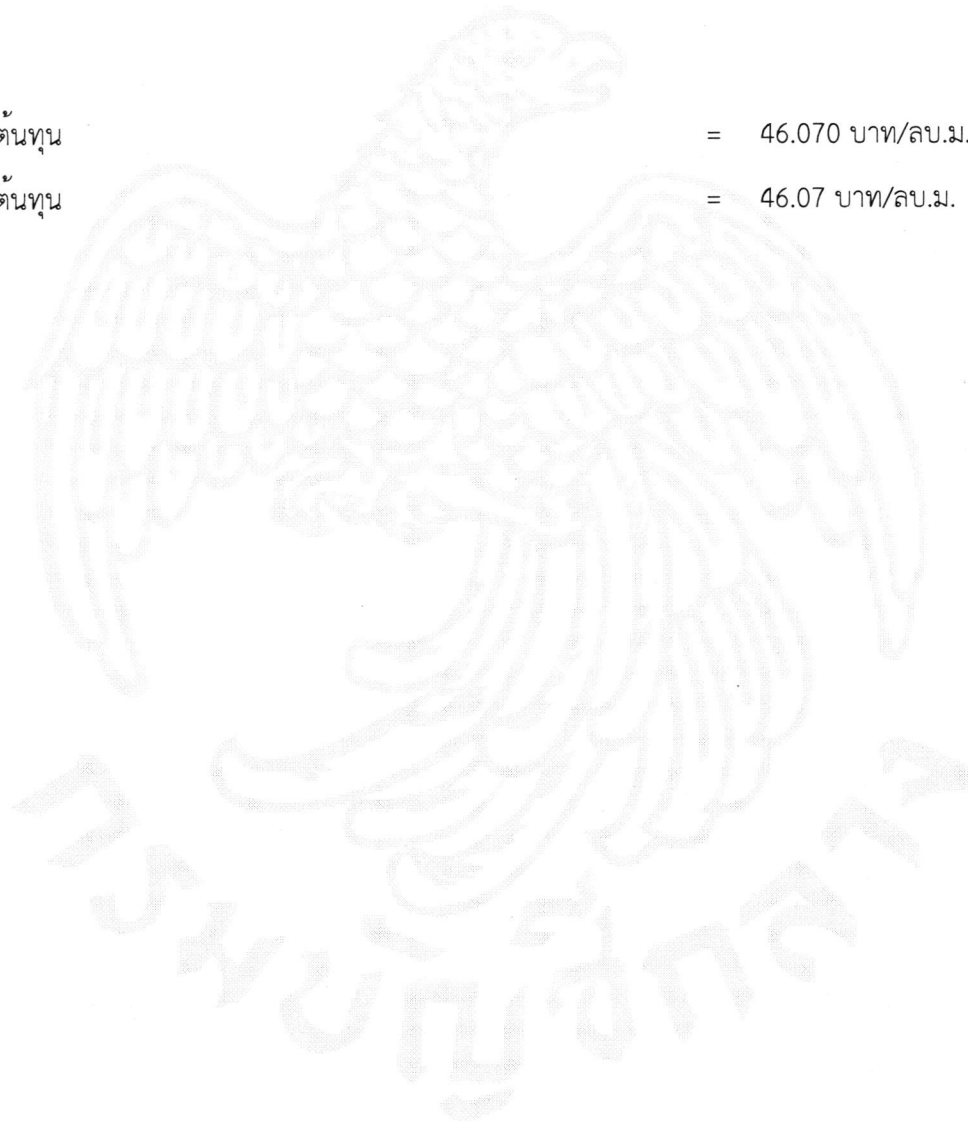 ต้นทุน = 46.070 บาท/ลบ.ม.
ต้นทุน = 46.07 บาท/ลบ.ม.
กรมบัญชีกลาง